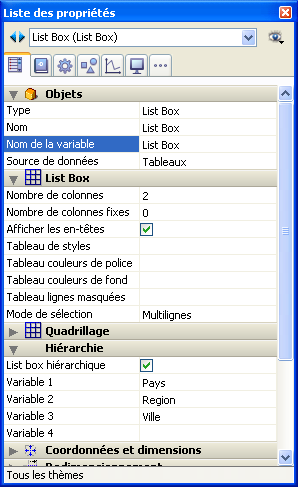 Liste des propriétés
List Box (List Box)
Objets
Type List Box
Nom List Box
Nom de la variable List Box
Source de données Tableaux
List Box
Nombre de colonnes 2
Nombre de colonnes fixes 0
Afficher les en-têtes
Tableau de styles
Tableau couleurs de police
Tableau couleurs de fond
Tableau lignes masquées
Mode de sélection Multilignes
Quadrillage
Hiérarchie
List box hiérarchique
Variable 1 Pays
Variable 2 Region
Variable 3 Ville
Variable 4
Coordonnées et dimensions
Redimensionnement
Tous les thèmes